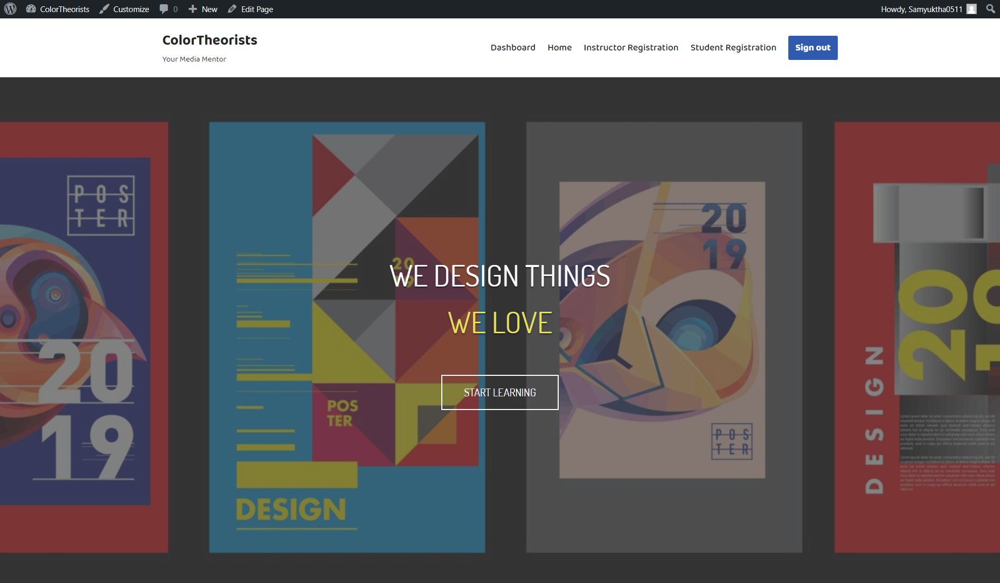 ColorTheorists Customize 0 New Edit Page Howdy, Samyuktha0511
ColorTheorists
Your Media Mentor
Dashboard Home Instructor Registration Student Registration Sign out
POS
TER
20
19
20
19
POS
TER
DESIGN
WE DESIGN THINGS
WE LOVE
START LEARNING
20
19
POS
TER
DESIGN
20